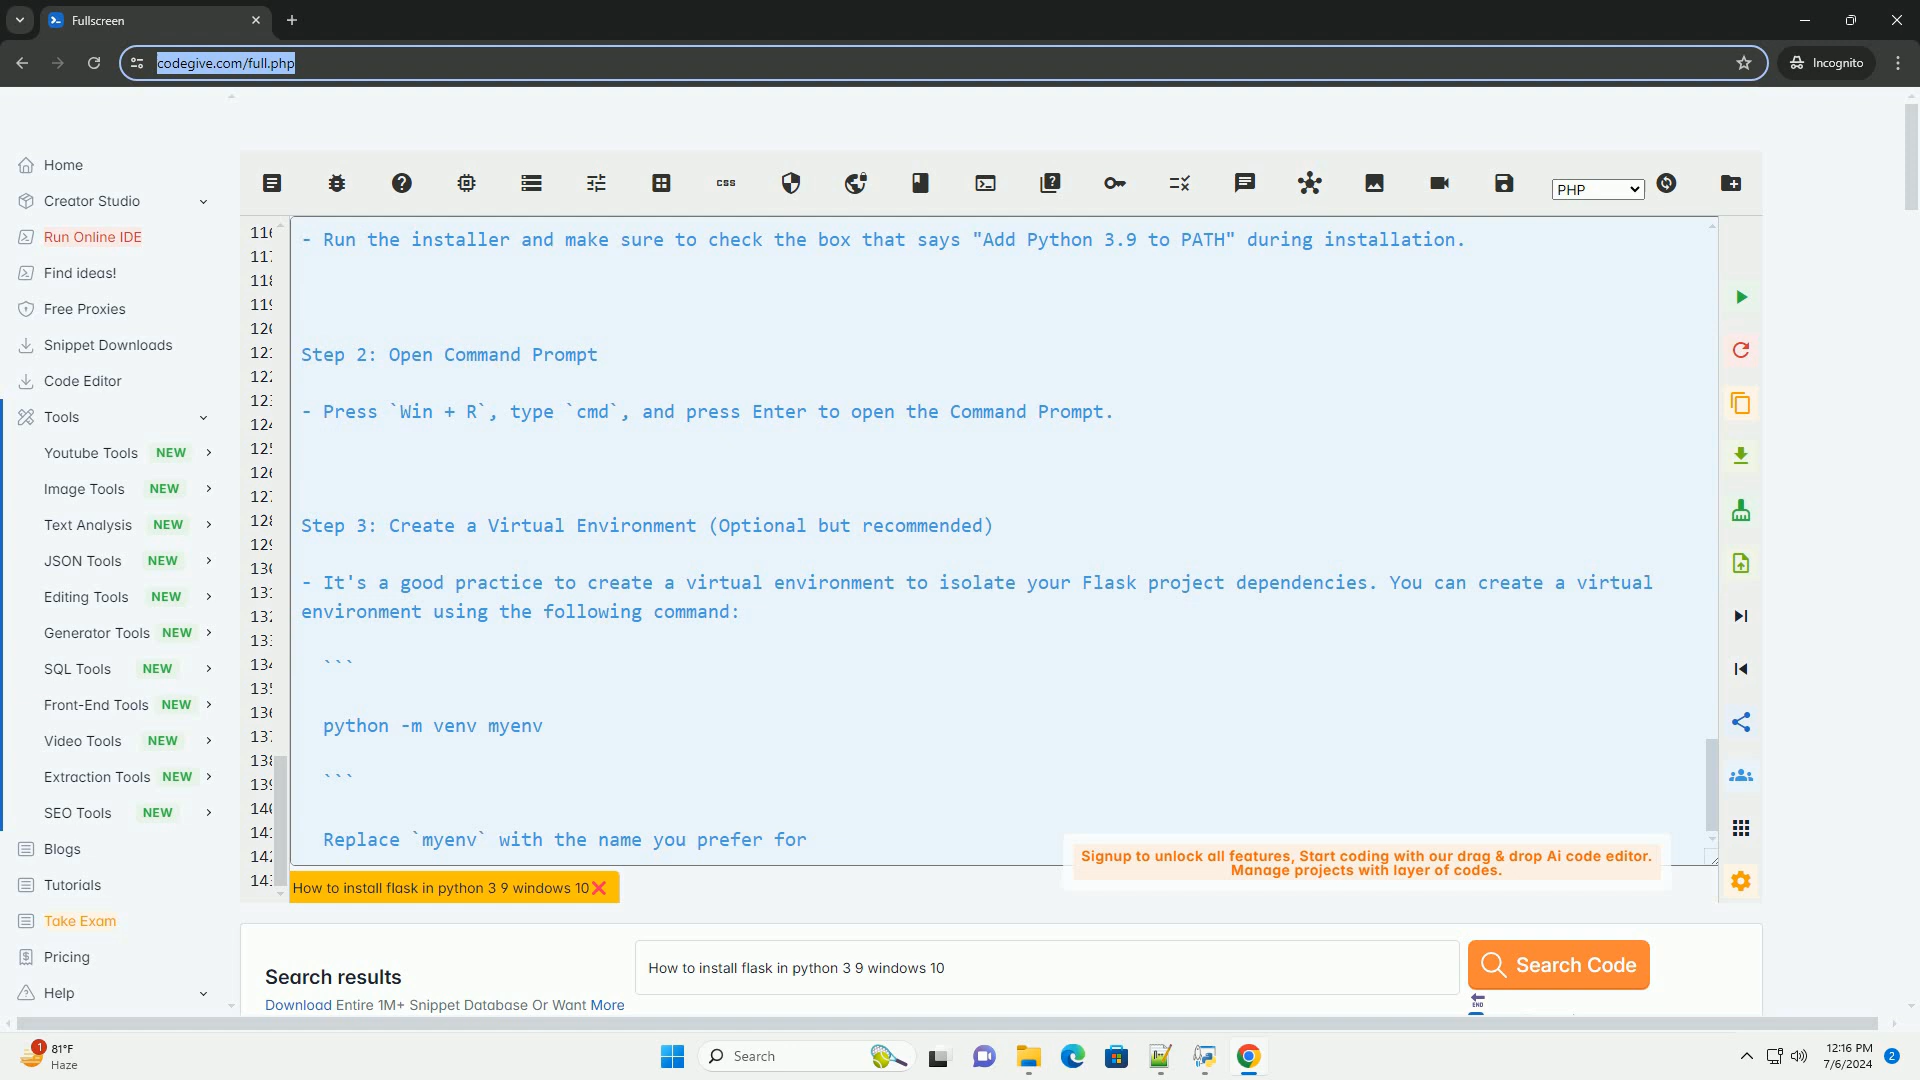 Fullscreen
codegive.com/full.php
Incognito
Home
Creator Studio
Run Online IDE
Find ideas!
Free Proxies
Snippet Downloads
Code Editor
Tools
Youtube Tools NEW
Image Tools NEW
Text Analysis NEW
JSON Tools NEW
Editing Tools NEW
Generator Tools NEW
SQL Tools NEW
Front-End Tools NEW
Video Tools NEW
Extraction Tools NEW
SEO Tools NEW
Blogs
Tutorials
Take Exam
Pricing
Help
css
PHP
- Run the installer and make sure to check the box that says "Add Python 3.9 to PATH" during installation.
Step 2: Open Command Prompt
- Press `Win + R`, type `cmd`, and press Enter to open the Command Prompt.
Step 3: Create a Virtual Environment (Optional but recommended)
- It's a good practice to create a virtual environment to isolate your Flask project dependencies. You can create a virtual
environment using the following command:
```
python -m venv myenv
```
Replace `myenv` with the name you prefer for
Signup to unlock all features, Start coding with our drag & drop Ai code editor.
Manage projects with layer of codes.
How to install flask in python 3 9 windows 10
Search results
Download Entire 1M+ Snippet Database Or Want More
How to install flask in python 3 9 windows 10
Search Code
END
1
81°F
Haze
Search
12:16 PM
7/6/2024
2